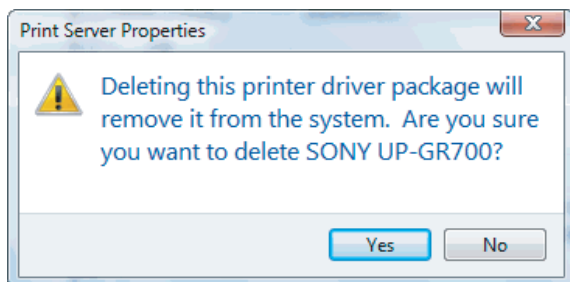 Print Server Properties
Deleting this printer driver package will
remove it from the system.  Are you sure
you want to delete SONY UP-GR700?
Yes
No